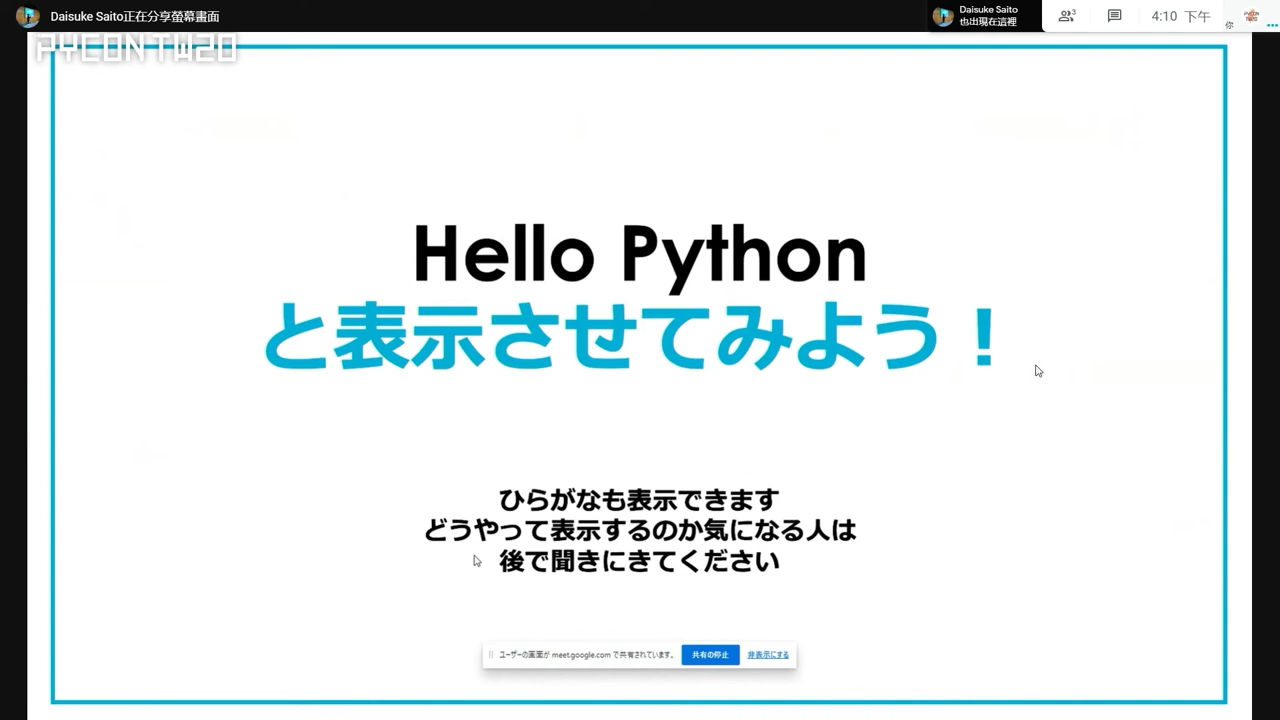 Daisuke Saito正在分享螢幕畫面
Daisuke Saito
也出現在這裡
3
4:10 下午
你
PYCON TW20
Hello Python
と表示させてみよう！
ひらがなも表示できます
どうやって表示するのか気になる人は
後で聞きにきてください
ユーザーの画面が meet.google.com で共有されています。
共有の停止
非表示にする